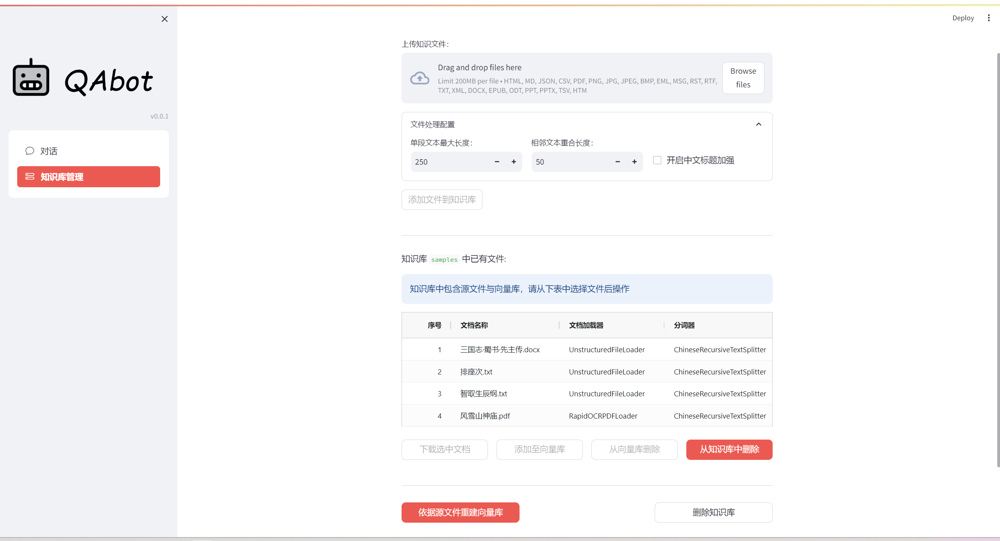 Deploy
QAbot
v0.0.1
对话
知识库管理
上传知识文件：
Drag and drop files here
Limit 200MB per file • HTML, MD, JSON, CSV, PDF, PNG, JPG, JPEG, BMP, EML, MSG, RST, RTF,
TXT, XML, DOCX, EPUB, ODT, PPT, PPTX, TSV, HTM
Browse
files
文件处理配置
单段文本最大长度：
相邻文本重合长度：
250
50
开启中文标题加强
添加文件到知识库
知识库 samples 中已有文件:
知识库中包含源文件与向量库，请从下表中选择文件后操作
序号 文档名称 文档加载器 分词器
1 三国志·蜀书·先主传.docx UnstructuredFileLoader ChineseRecursiveTextSplitter
2 排座次.txt UnstructuredFileLoader ChineseRecursiveTextSplitter
3 智取生辰纲.txt UnstructuredFileLoader ChineseRecursiveTextSplitter
4 风雪山神庙.pdf RapidOCRPDFLoader ChineseRecursiveTextSplitter
下载选中文档 添加至向量库 从向量库删除 从知识库中删除
依据源文件重建向量库 删除知识库